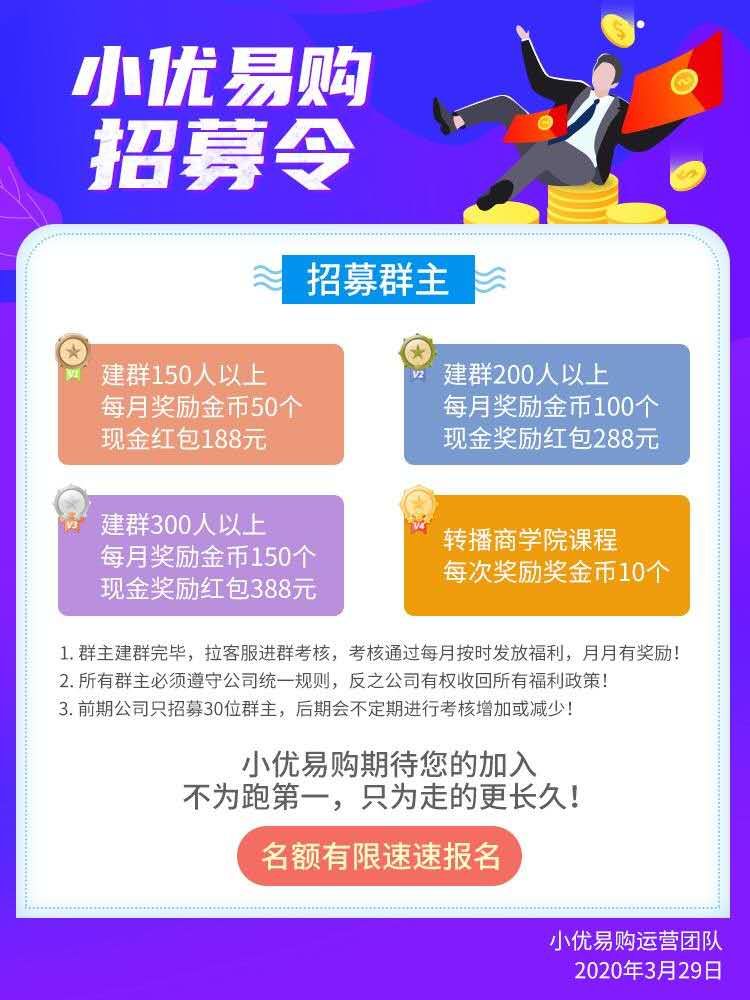 小优易购
招募令
招募群主
V1
建群150人以上
每月奖励金币50个
现金红包188元
V2
建群200人以上
每月奖励金币100个
现金奖励红包288元
V3
建群300人以上
每月奖励金币150个
现金奖励红包388元
V4
转播商学院课程
每次奖励奖金币10个
1. 群主建群完毕，拉客服进群考核，考核通过每月按时发放福利，月月有奖励！
2. 所有群主必须遵守公司统一规则，反之公司有权收回所有福利政策！
3. 前期公司只招募30位群主，后期会不定期进行考核增加或减少！
小优易购期待您的加入
不为跑第一，只为走的更长久！
名额有限速速报名
小优易购运营团队
2020年3月29日